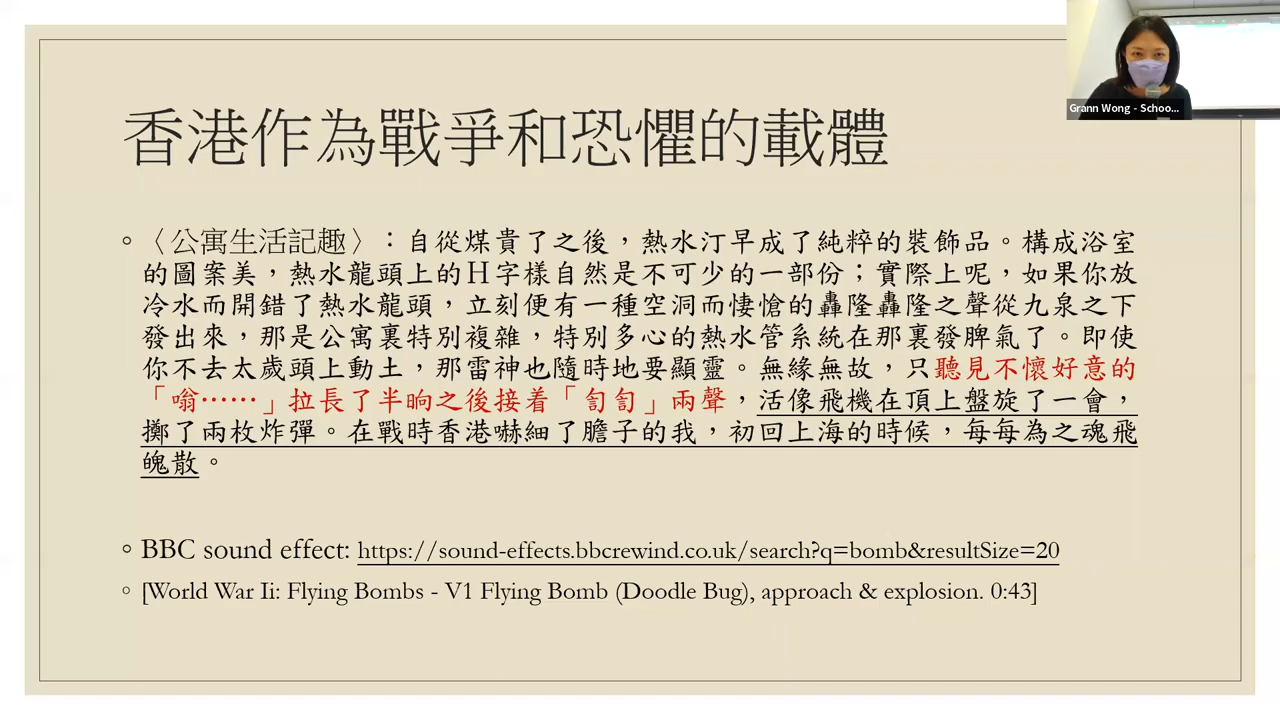 Grann Wong - Schoo...
香港作為戰爭和恐懼的載體
〈公寓生活記趣〉：自從煤貴了之後，熱水汀早成了純粹的裝飾品。構成浴室
的圖案美，熱水龍頭上的H字樣自然是不可少的一部份；實際上呢，如果你放
冷水而開錯了熱水龍頭，立刻便有一種空洞而悽愴的轟隆轟隆之聲從九泉之下
發出來，那是公寓裏特別複雜，特別多心的熱水管系統在那裏發脾氣了。即使
你不去太歲頭上動土，那雷神也隨時地要顯靈。無緣無故，只聽見不懷好意的
「嗡……」拉長了半晌之後接着「訇訇」兩聲，活像飛機在頂上盤旋了一會，
擲了兩枚炸彈。在戰時香港嚇細了膽子的我，初回上海的時候，每每為之魂飛
魄散。
BBC sound effect: https://sound-effects.bbcrewind.co.uk/search?q=bomb&resultSize=20
[World War Ii: Flying Bombs - V1 Flying Bomb (Doodle Bug), approach & explosion. 0:43]